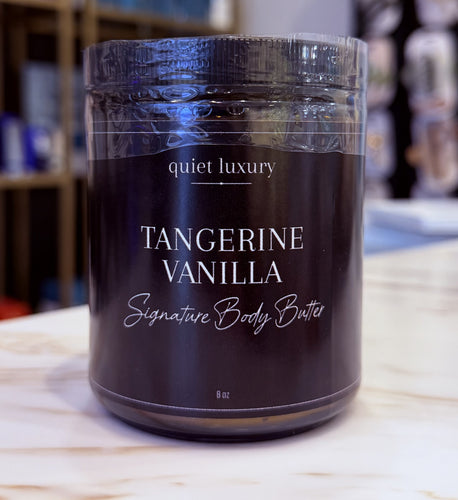 quiet luxury
TANGERINE
VANILLA
Signature Body Butter
8 oz